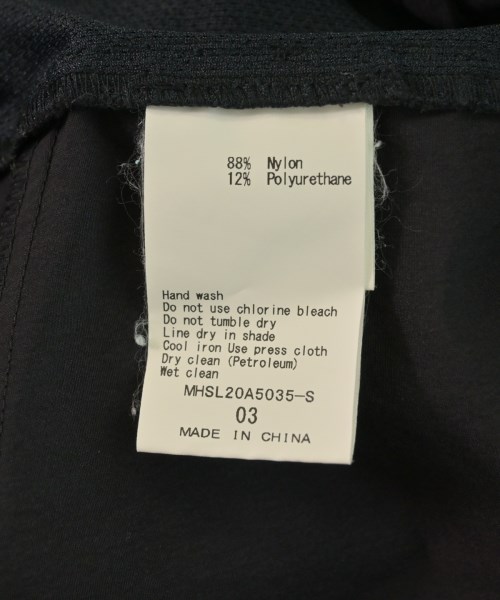 88% Nylon
12% Polyurethane
Hand wash
Do not use chlorine bleach
Do not tumble dry
Line dry in shade
Cool iron Use press cloth
Dry clean (Petroleum)
Wet clean
MHSL20A5035-S
03
MADE IN CHINA